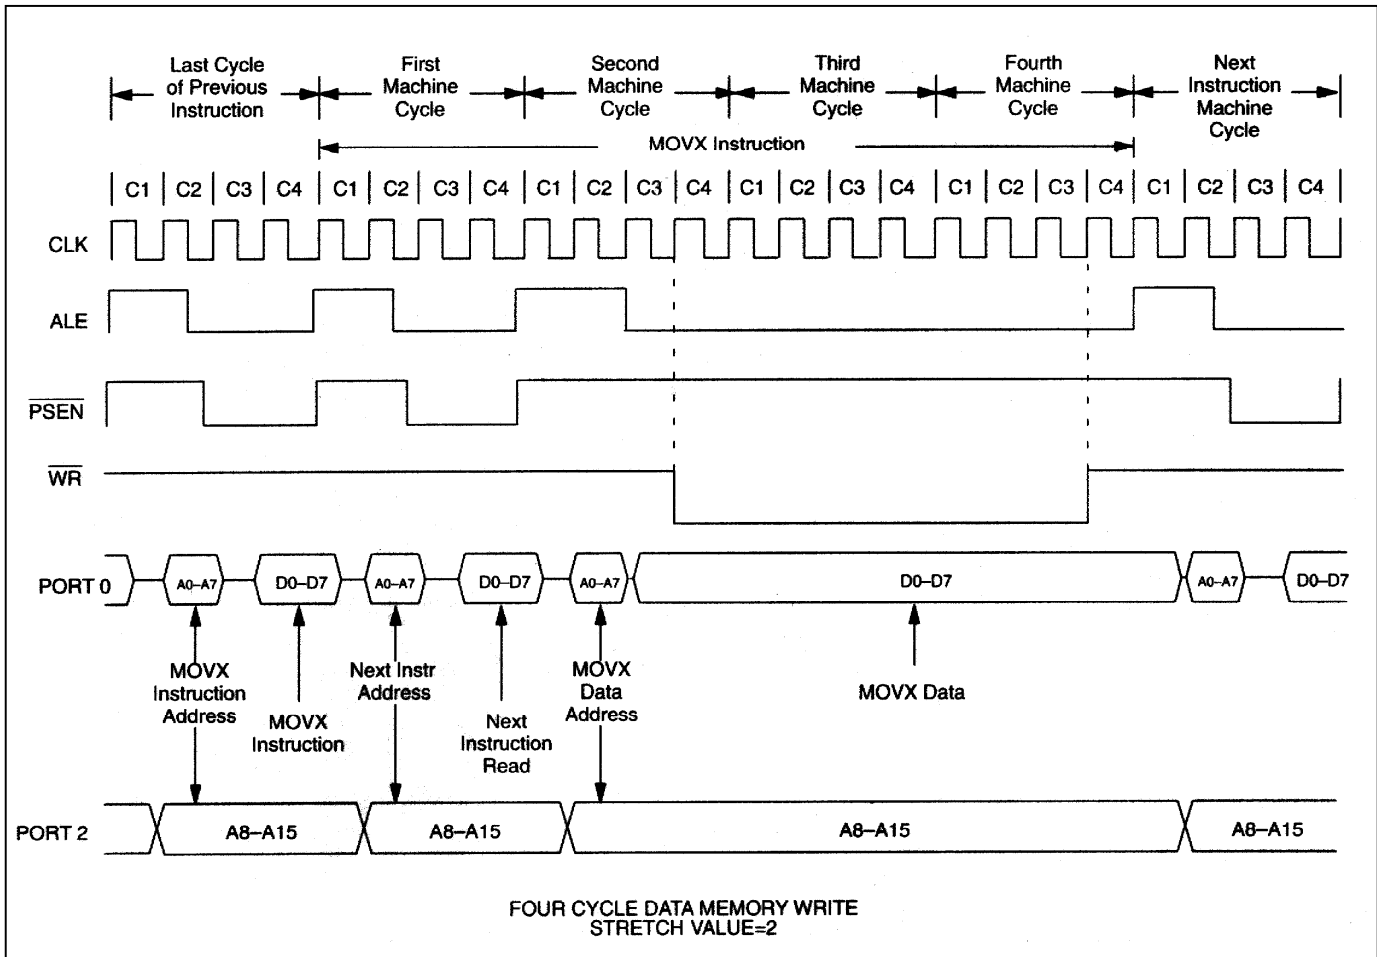 Last Cycle of Previous Instruction
First Machine Cycle
Second Machine Cycle
Third Machine Cycle
Fourth Machine Cycle
Next Instruction Machine Cycle
MOVX Instruction
C1 C2 C3 C4 C1 C2 C3 C4 C1 C2 C3 C4 C1 C2 C3 C4 C1 C2 C3 C4 C1 C2 C3 C4
CLK
ALE
PSEN
WR
PORT 0
A0–A7 D0–D7 A0–A7 D0–D7 A0–A7 D0–D7 A0–A7 D0–D7
MOVX Instruction Address
MOVX Instruction
Next Instr Address
Next Instruction Read
MOVX Data Address
MOVX Data
PORT 2
A8–A15 A8–A15 A8–A15 A8–A15
FOUR CYCLE DATA MEMORY WRITE
STRETCH VALUE=2